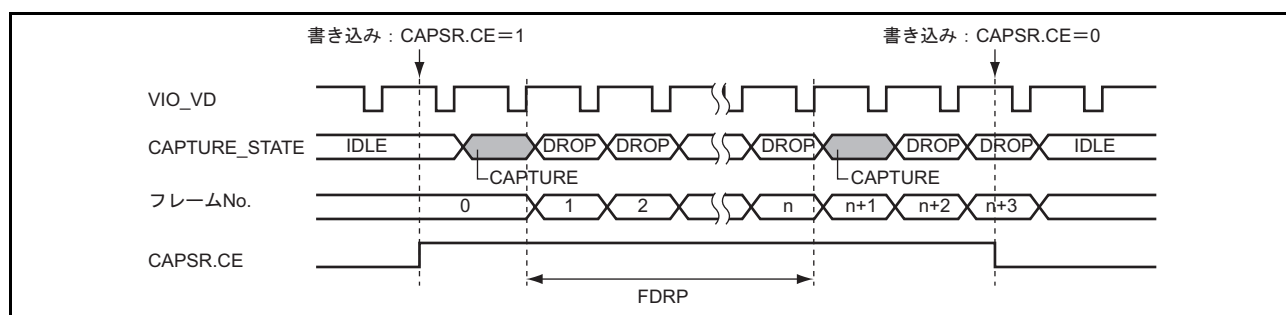 書き込み：CAPSR.CE＝1 書き込み：CAPSR.CE＝0
VIO_VD
CAPTURE_STATE IDLE DROP DROP DROP DROP DROP IDLE
CAPTURE CAPTURE
フレームNo. 0 1 2 n n+1 n+2 n+3
CAPSR.CE
FDRP